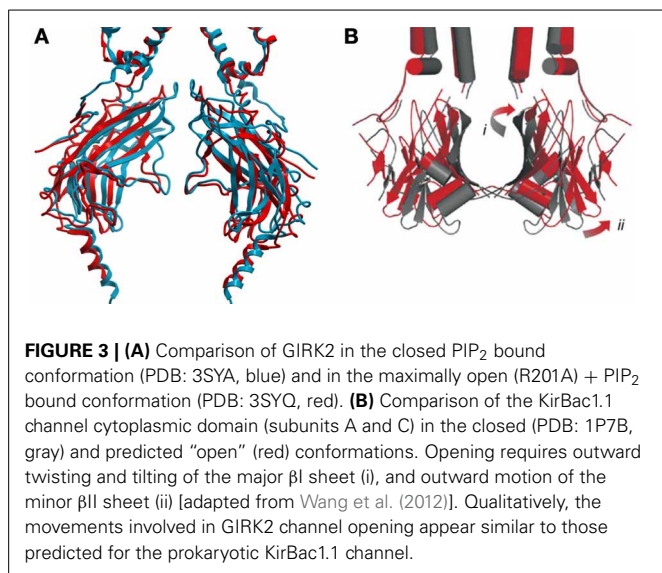 A
B
i
ii
FIGURE 3 | (A) Comparison of GIRK2 in the closed PIP₂ bound
conformation (PDB: 3SYA, blue) and in the maximally open (R201A) + PIP₂
bound conformation (PDB: 3SYQ, red). (B) Comparison of the KirBac1.1
channel cytoplasmic domain (subunits A and C) in the closed (PDB: 1P7B,
gray) and predicted “open” (red) conformations. Opening requires outward
twisting and tilting of the major βI sheet (i), and outward motion of the
minor βII sheet (ii) [adapted from Wang et al. (2012)]. Qualitatively, the
movements involved in GIRK2 channel opening appear similar to those
predicted for the prokaryotic KirBac1.1 channel.